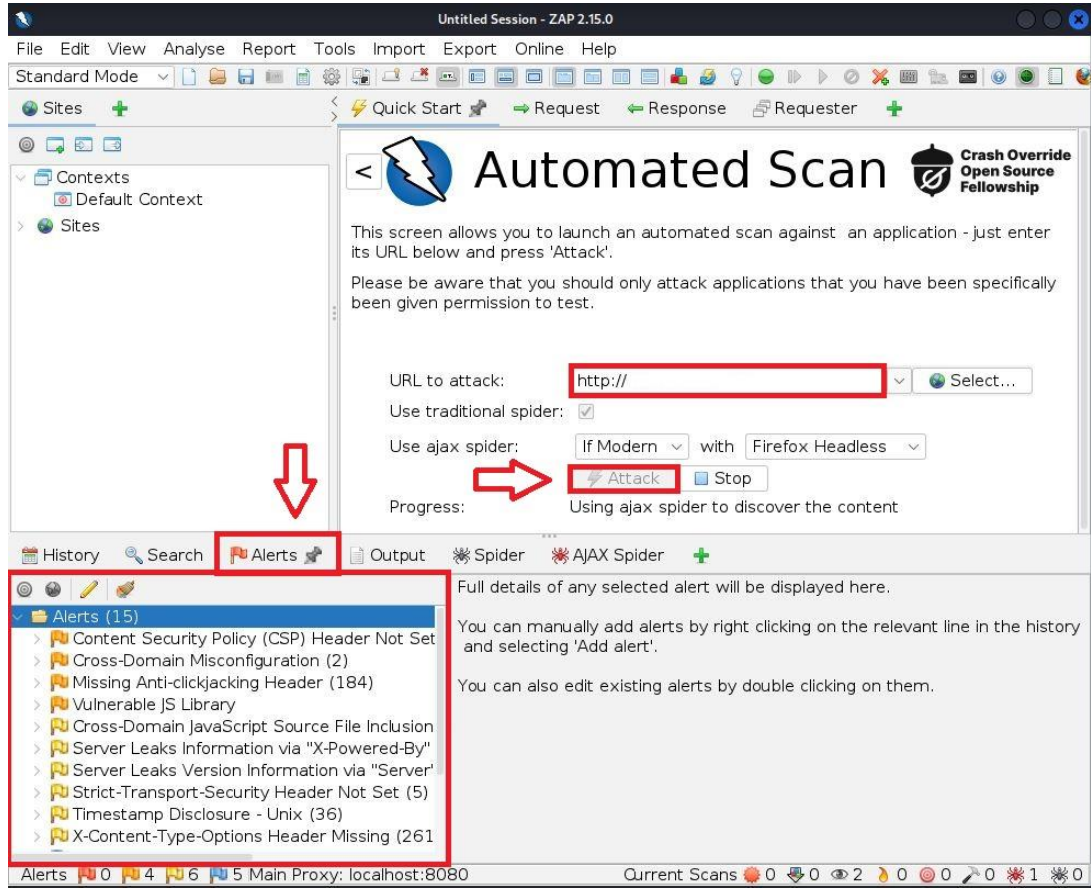 Untitled Session - ZAP 2.15.0
File Edit View Analyse Report Tools Import Export Online Help
Standard Mode
Sites
Quick Start Request Response Requester
Contexts
Default Context
Sites
< Automated Scan
Crash Override
Open Source
Fellowship
This screen allows you to launch an automated scan against an application - just enter
its URL below and press 'Attack'.
Please be aware that you should only attack applications that you have been specifically
been given permission to test.
URL to attack: http:// Select...
Use traditional spider:
Use ajax spider: If Modern with Firefox Headless
Attack Stop
Progress: Using ajax spider to discover the content
History Search Alerts Output Spider AJAX Spider
Alerts (15)
Content Security Policy (CSP) Header Not Set
Cross-Domain Misconfiguration (2)
Missing Anti-clickjacking Header (184)
Vulnerable JS Library
Cross-Domain JavaScript Source File Inclusion
Server Leaks Information via "X-Powered-By"
Server Leaks Version Information via "Server"
Strict-Transport-Security Header Not Set (5)
Timestamp Disclosure - Unix (36)
X-Content-Type-Options Header Missing (261
Full details of any selected alert will be displayed here.
You can manually add alerts by right clicking on the relevant line in the history
and selecting 'Add alert'.
You can also edit existing alerts by double clicking on them.
Alerts 0 4 6 5 Main Proxy: localhost:8080 Current Scans 0 0 2 0 0 0 1 0